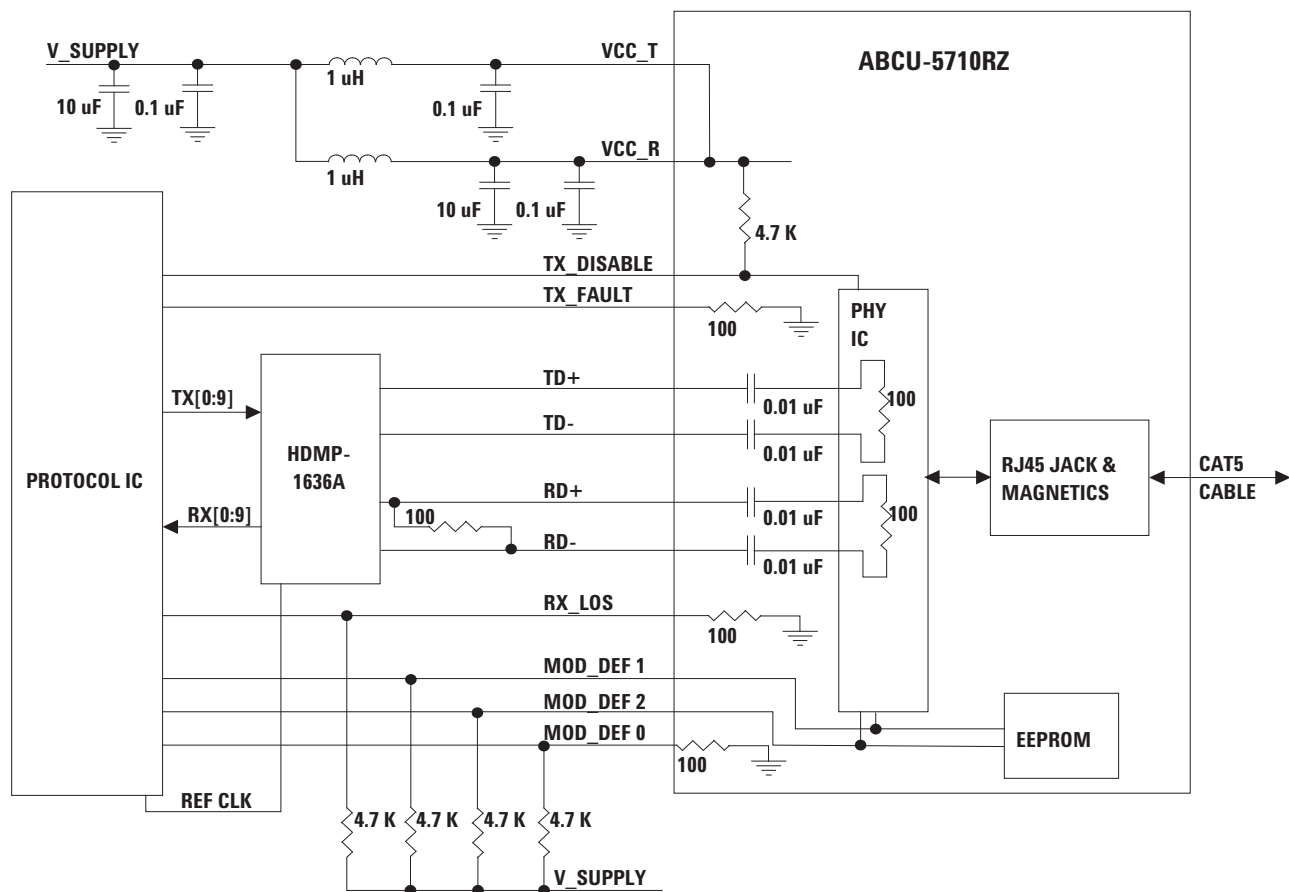 V_SUPPLY
VCC_T
ABCU-5710RZ
1 uH
10 uF
0.1 uF
0.1 uF
VCC_R
1 uH
10 uF
0.1 uF
4.7 K
TX_DISABLE
TX_FAULT
100
PHY
IC
TD+
0.01 uF
100
TX[0:9]
TD-
0.01 uF
HDMP-
1636A
PROTOCOL IC
RJ45 JACK &
MAGNETICS
CAT5
CABLE
RD+
0.01 uF
100
RX[0:9]
100
RD-
0.01 uF
RX_LOS
100
MOD_DEF 1
MOD_DEF 2
MOD_DEF 0
100
EEPROM
REF CLK
4.7 K
4.7 K
4.7 K
4.7 K
V_SUPPLY